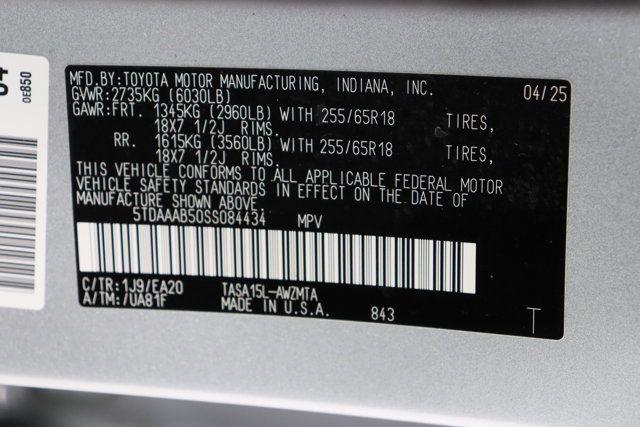 MFD.BY:TOYOTA MOTOR MANUFACTURING, INDIANA, INC. 04/25
GVWR:2735KG (6030LB)
GAWR:FRT. 1345KG (2960LB) WITH 255/65R18 TIRES,
18X7 1/2J RIMS.
RR. 1615KG (3560LB) WITH 255/65R18 TIRES,
18X7 1/2J RIMS.
THIS VEHICLE CONFORMS TO ALL APPLICABLE FEDERAL MOTOR
VEHICLE SAFETY STANDARDS IN EFFECT ON THE DATE OF
MANUFACTURE SHOWN ABOVE.
5TDAAAB50SS084434 MPV
C/TR:1J9/EA20 TASA15L-AWZMTA
A/TM:/UA81F MADE IN U.S.A. 843
T
OE850